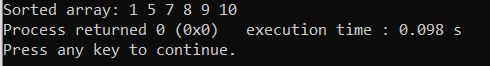 Sorted array: 1 5 7 8 9 10
Process returned 0 (0x0)   execution time : 0.098 s
Press any key to continue.